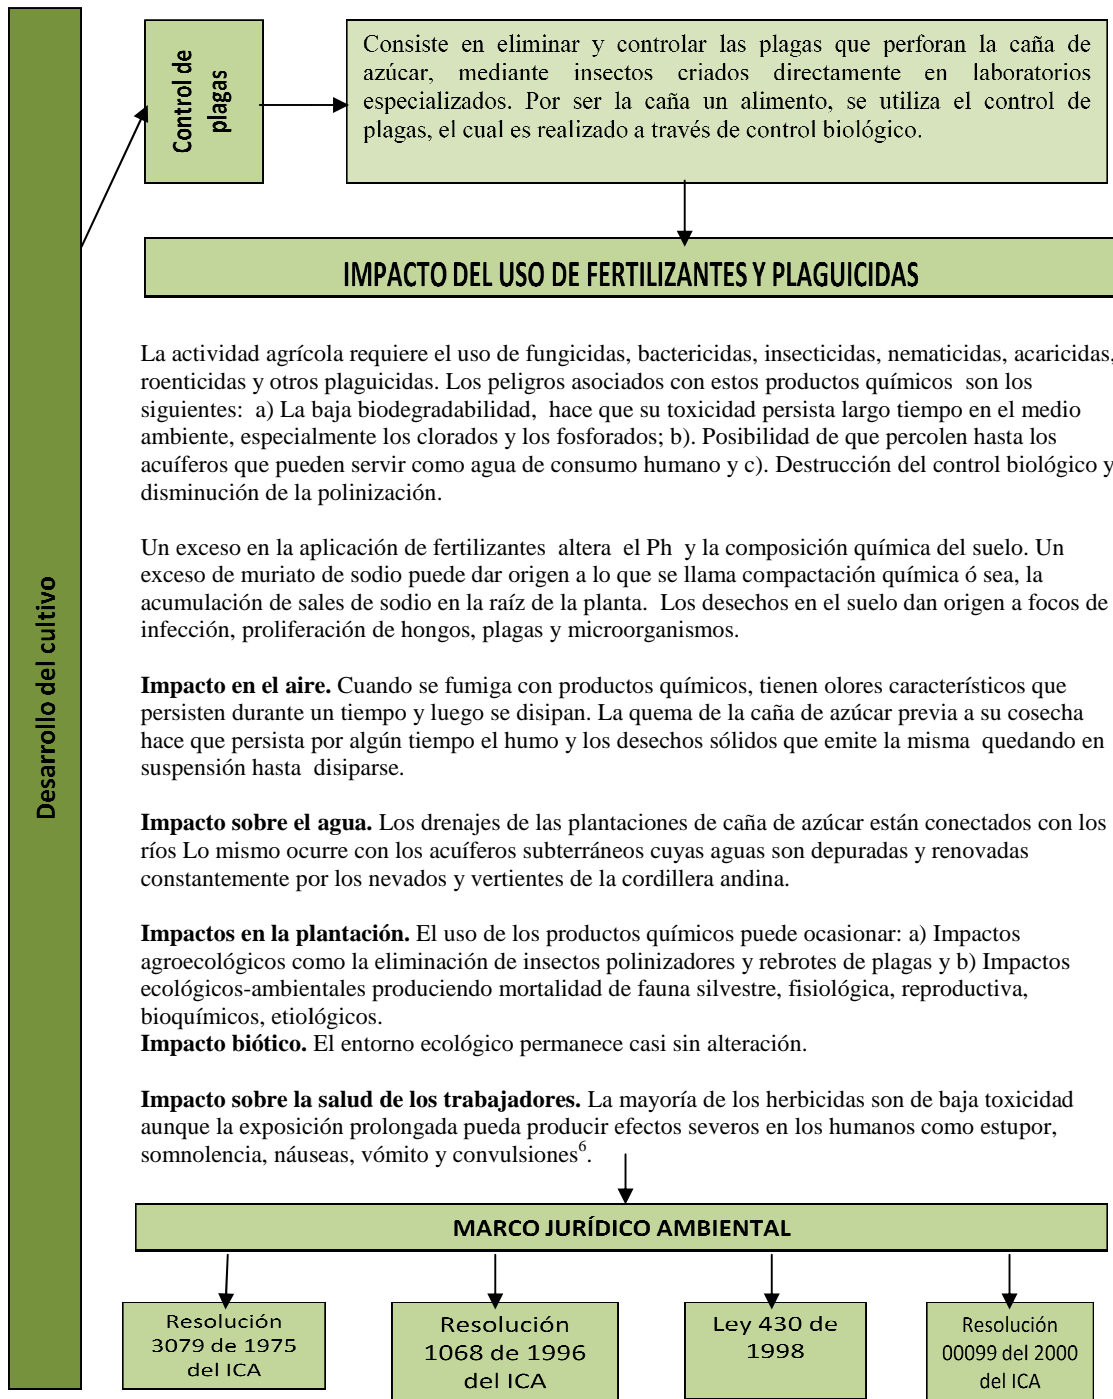 Desarrollo del cultivo
Control de
plagas
Consiste en eliminar y controlar las plagas que perforan la caña de
azúcar, mediante insectos criados directamente en laboratorios
especializados. Por ser la caña un alimento, se utiliza el control de
plagas, el cual es realizado a través de control biológico.
IMPACTO DEL USO DE FERTILIZANTES Y PLAGUICIDAS
La actividad agrícola requiere el uso de fungicidas, bactericidas, insecticidas, nematicidas, acaricidas,
roenticidas y otros plaguicidas. Los peligros asociados con estos productos químicos son los
siguientes: a) La baja biodegradabilidad, hace que su toxicidad persista largo tiempo en el medio
ambiente, especialmente los clorados y los fosforados; b). Posibilidad de que percolen hasta los
acuíferos que pueden servir como agua de consumo humano y c). Destrucción del control biológico y
disminución de la polinización.
Un exceso en la aplicación de fertilizantes altera el Ph y la composición química del suelo. Un
exceso de muriato de sodio puede dar origen a lo que se llama compactación química ó sea, la
acumulación de sales de sodio en la raíz de la planta. Los desechos en el suelo dan origen a focos de
infección, proliferación de hongos, plagas y microorganismos.
Impacto en el aire. Cuando se fumiga con productos químicos, tienen olores característicos que
persisten durante un tiempo y luego se disipan. La quema de la caña de azúcar previa a su cosecha
hace que persista por algún tiempo el humo y los desechos sólidos que emite la misma quedando en
suspensión hasta disiparse.
Impacto sobre el agua. Los drenajes de las plantaciones de caña de azúcar están conectados con los
ríos Lo mismo ocurre con los acuíferos subterráneos cuyas aguas son depuradas y renovadas
constantemente por los nevados y vertientes de la cordillera andina.
Impactos en la plantación. El uso de los productos químicos puede ocasionar: a) Impactos
agroecológicos como la eliminación de insectos polinizadores y rebrotes de plagas y b) Impactos
ecológicos-ambientales produciendo mortalidad de fauna silvestre, fisiológica, reproductiva,
bioquímicos, etiológicos.
Impacto biótico. El entorno ecológico permanece casi sin alteración.
Impacto sobre la salud de los trabajadores. La mayoría de los herbicidas son de baja toxicidad
aunque la exposición prolongada pueda producir efectos severos en los humanos como estupor,
somnolencia, náuseas, vómito y convulsiones⁶.
MARCO JURÍDICO AMBIENTAL
Resolución
3079 de 1975
del ICA
Resolución
1068 de 1996
del ICA
Ley 430 de
1998
Resolución
00099 del 2000
del ICA